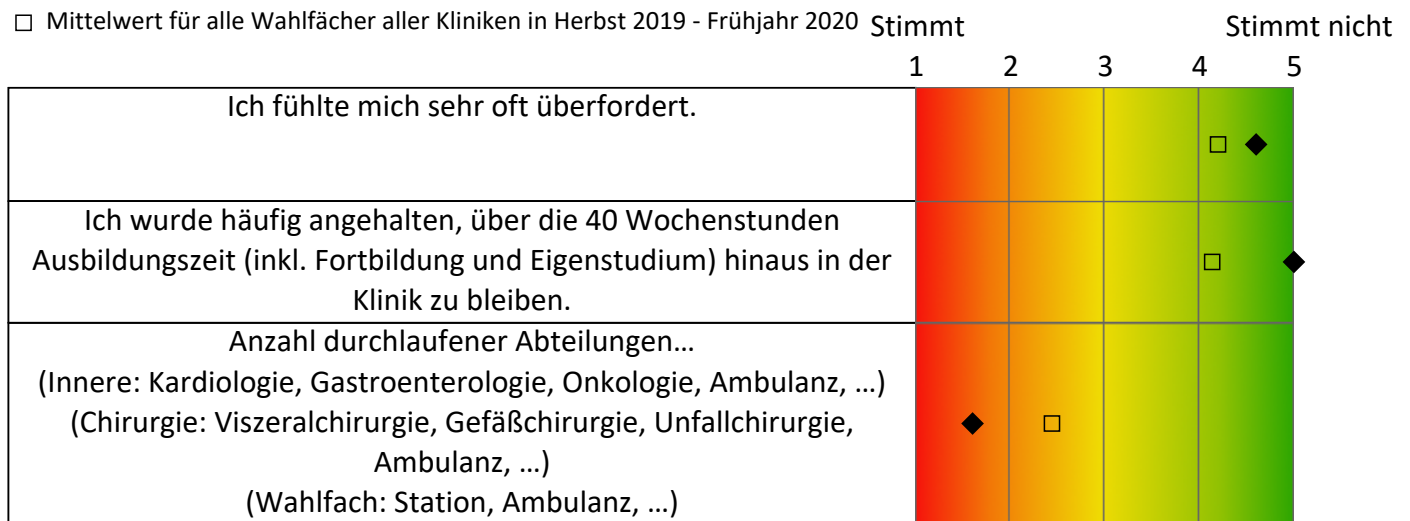 □ Mittelwert für alle Wahlfächer aller Kliniken in Herbst 2019 - Frühjahr 2020 Stimmt Stimmt nicht
1 2 3 4 5
Ich fühlte mich sehr oft überfordert.
Ich wurde häufig angehalten, über die 40 Wochenstunden
Ausbildungszeit (inkl. Fortbildung und Eigenstudium) hinaus in der
Klinik zu bleiben.
Anzahl durchlaufener Abteilungen…
(Innere: Kardiologie, Gastroenterologie, Onkologie, Ambulanz, …)
(Chirurgie: Viszeralchirurgie, Gefäßchirurgie, Unfallchirurgie,
Ambulanz, …)
(Wahlfach: Station, Ambulanz, …)